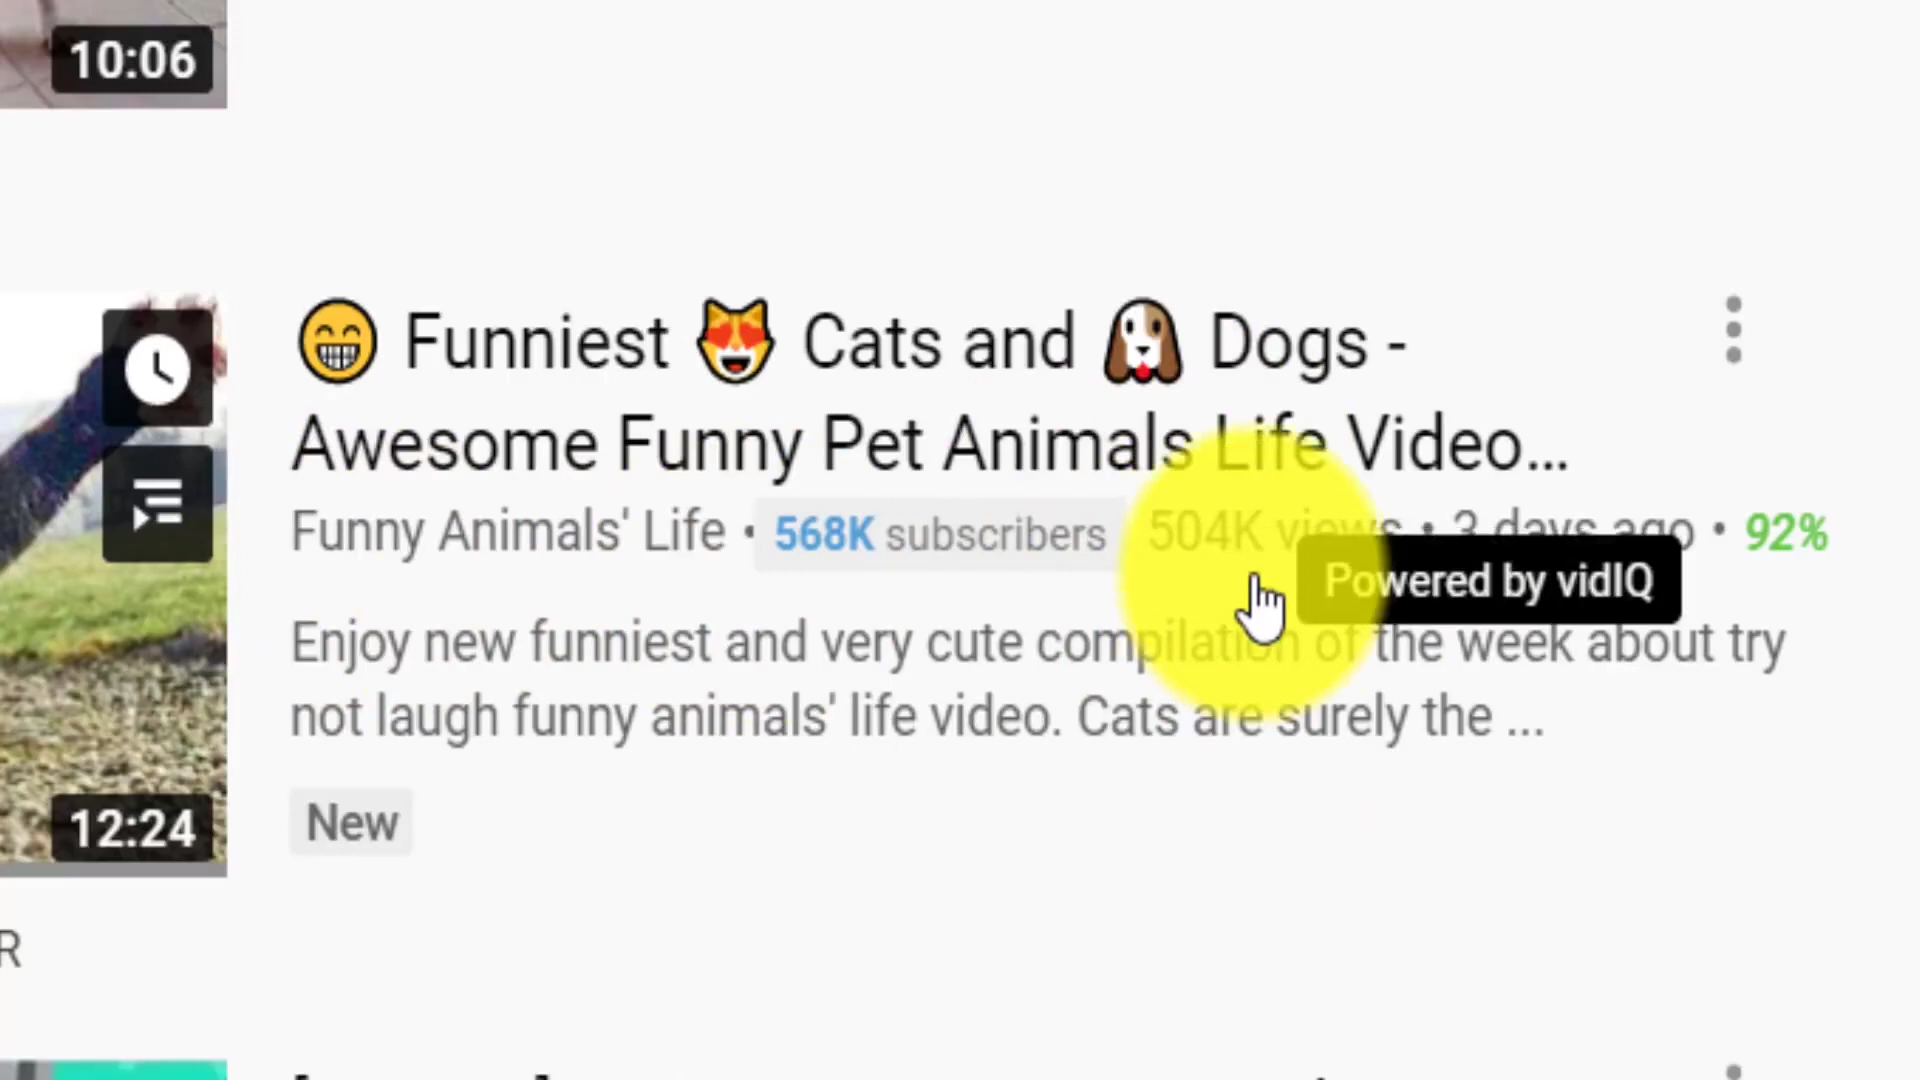 10:06
😁 Funniest 😻 Cats and 🐶 Dogs -
Awesome Funny Pet Animals Life Video...
Funny Animals' Life • 568K subscribers 504K views • 3 days ago • 92%
Powered by vidIQ
Enjoy new funniest and very cute compilation of the week about try
not laugh funny animals' life video. Cats are surely the ...
12:24
New
R